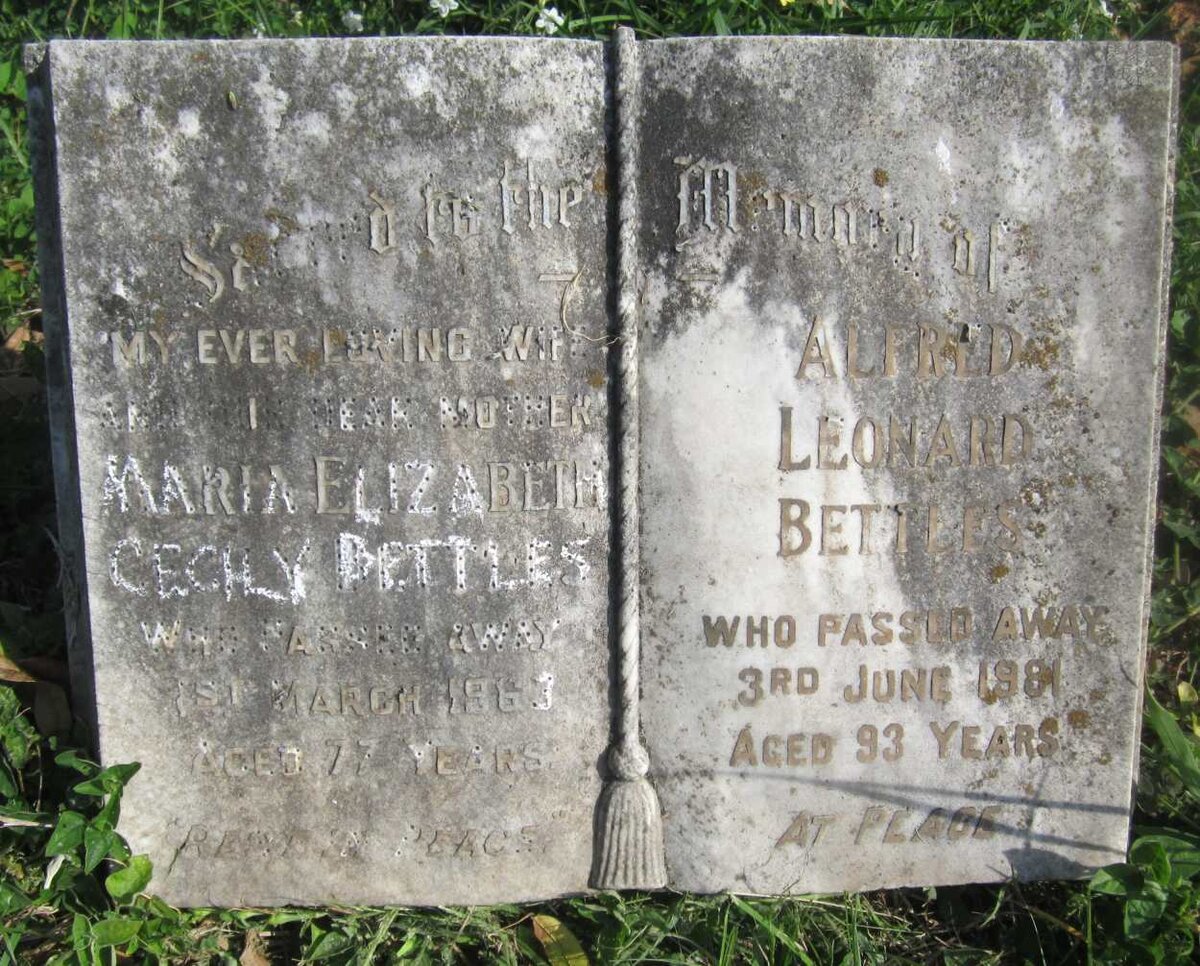 Sacred to the
MY EVER LOVING WIFE
AND DEAR MOTHER
MARIA ELIZABETH
CECILY BETTLES
WHO PASSED AWAY
1ST MARCH 1963
AGED 77 YEARS
"REST IN PEACE."
Memory of
ALFRED
LEONARD
BETTLES
WHO PASSED AWAY
3RD JUNE 1981
AGED 93 YEARS
AT PEACE